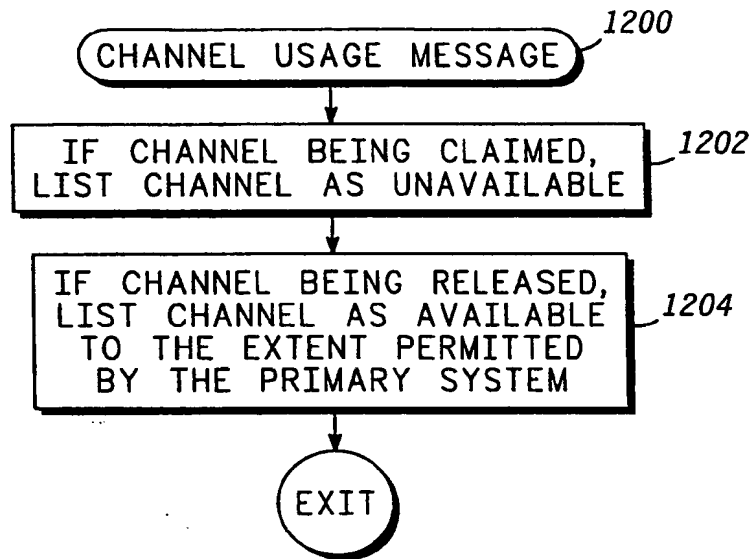 CHANNEL USAGE MESSAGE
1200
IF CHANNEL BEING CLAIMED,
LIST CHANNEL AS UNAVAILABLE
1202
IF CHANNEL BEING RELEASED,
LIST CHANNEL AS AVAILABLE
TO THE EXTENT PERMITTED
BY THE PRIMARY SYSTEM
1204
EXIT